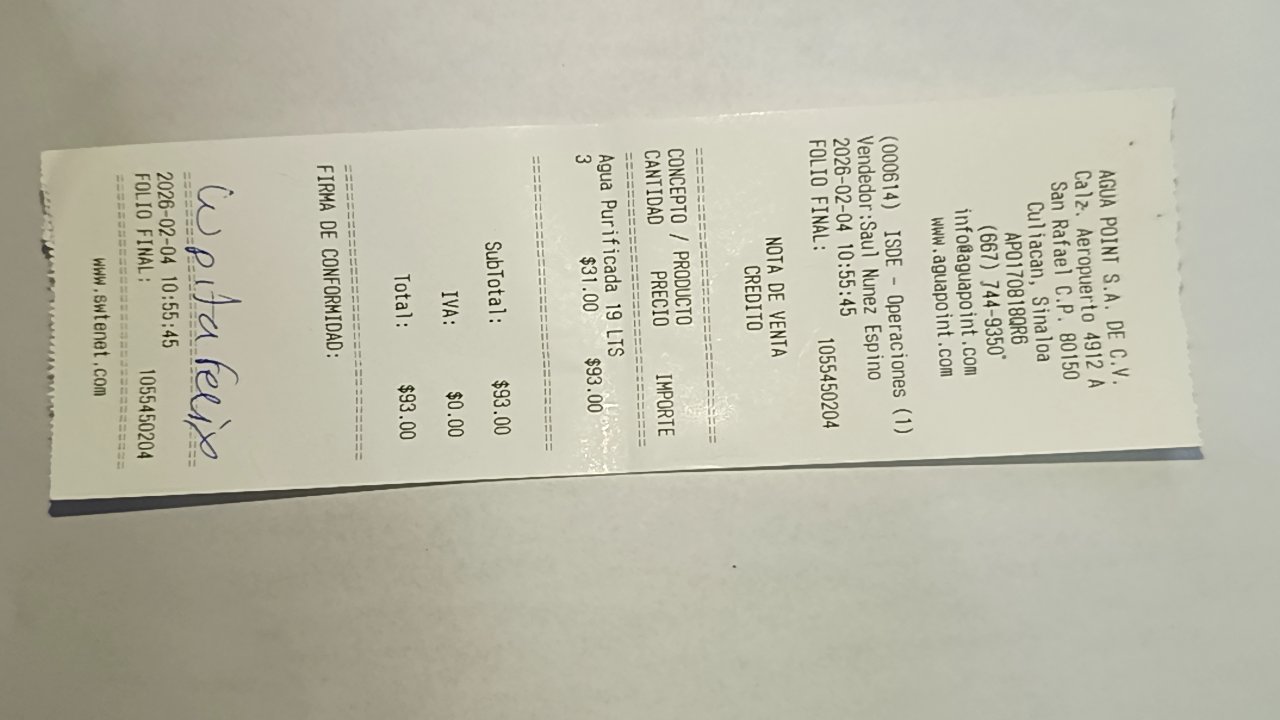 AGUA POINT S.A. DE C.V.
Calz. Aeropuerto 4912 A
San Rafael C.P. 80150
Culiacan, Sinaloa
APO170818QR6
(667) 744-9350°
info@aguapoint.com
www.aguapoint.com
(000614) ISDE - Operaciones (1)
Vendedor:Saul Nunez Espino
2026-02-04 10:55:45
FOLIO FINAL: 1055450204
NOTA DE VENTA
CREDITO
================================
CONCEPTO / PRODUCTO
CANTIDAD PRECIO IMPORTE
================================
Agua Purificada 19 LTS
3 $31.00 $93.00
================================
SubTotal: $93.00
IVA: $0.00
Total: $93.00
================================
FIRMA DE CONFORMIDAD:
Lupita Felix
================================
2026-02-04 10:55:45
FOLIO FINAL: 1055450204
================================
www.swtenet.com